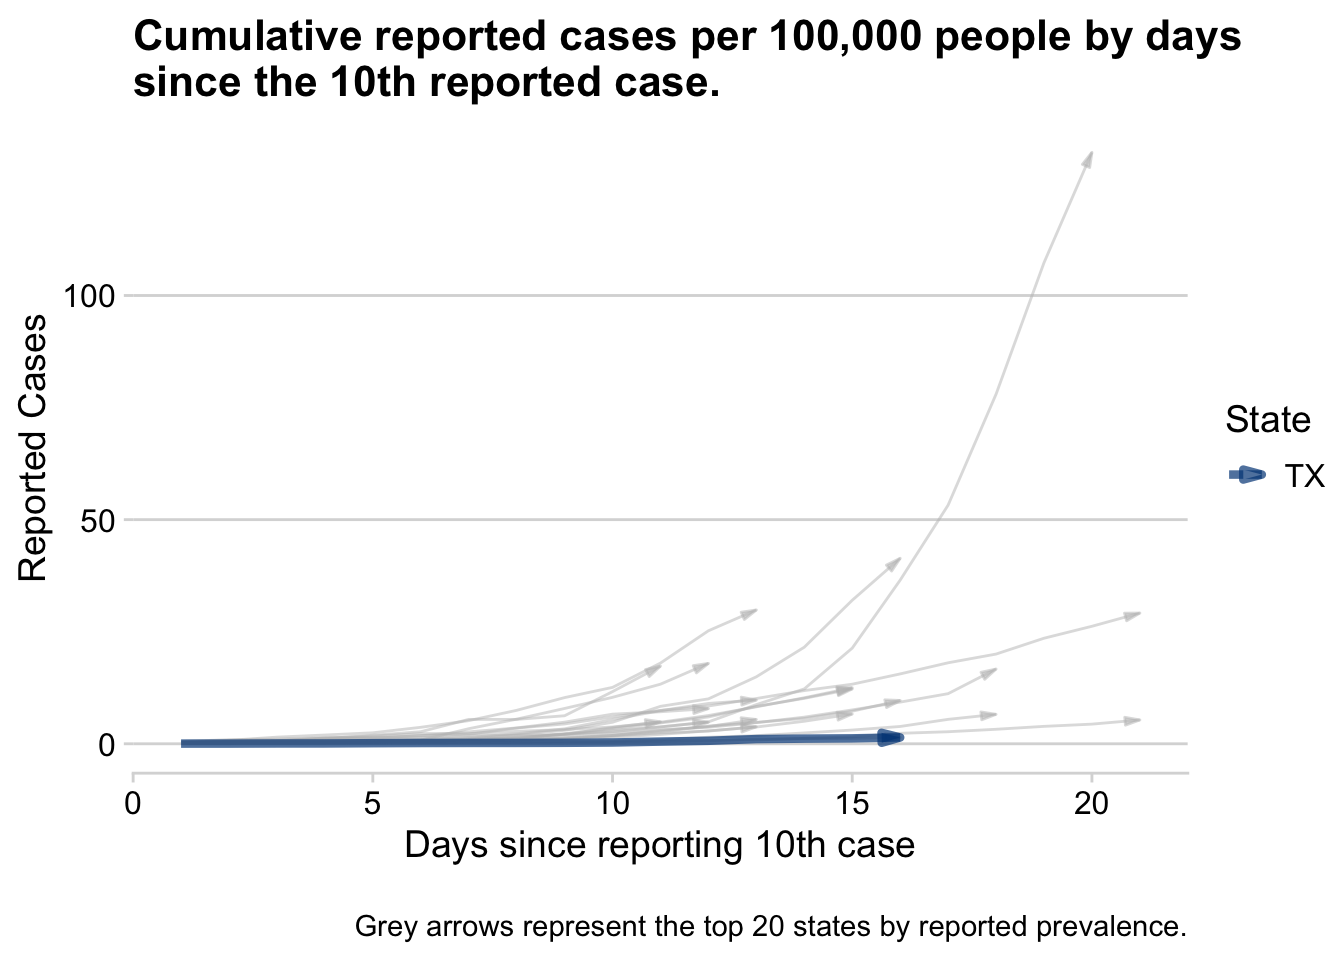 Cumulative reported cases per 100,000 people by days
since the 10th reported case.
Reported Cases
100
50
0
0 5 10 15 20
Days since reporting 10th case
State
TX
Grey arrows represent the top 20 states by reported prevalence.